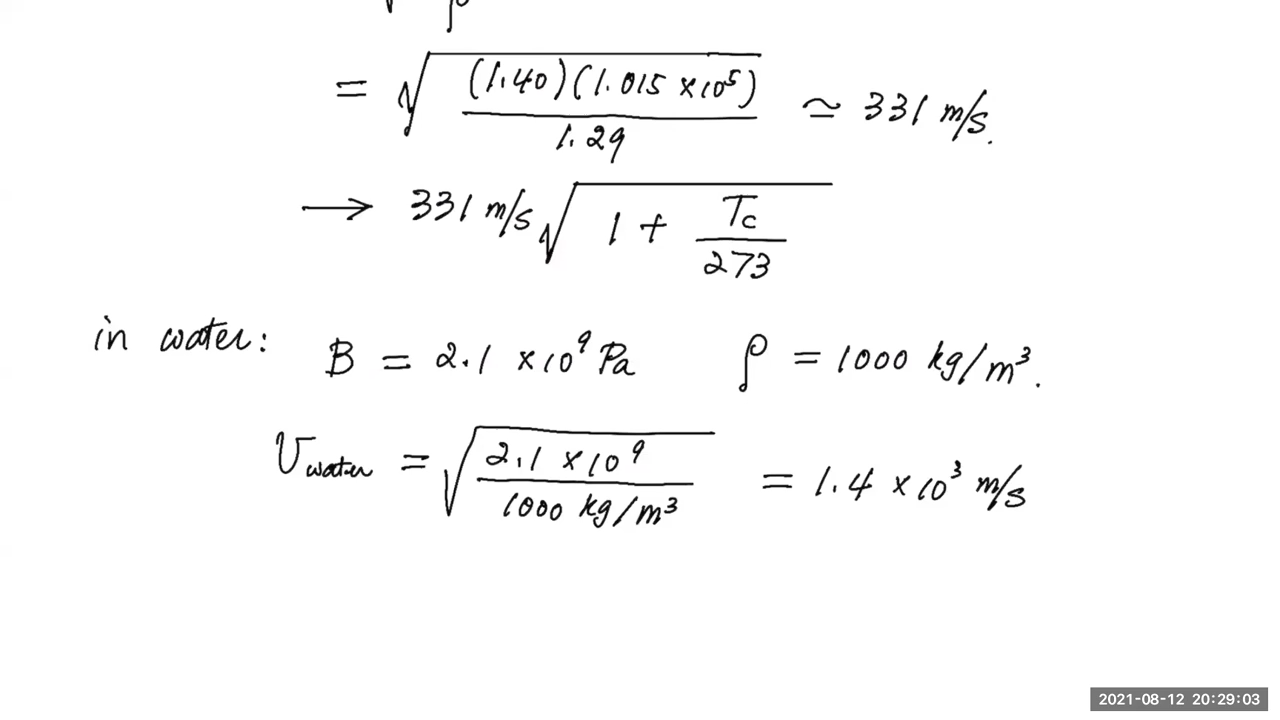 √ρ
= √((1.40)(1.015 × 10⁵) / 1.29) ≃ 331 m/s.
→ 331 m/s √(1 + T_c / 273)
in water: B = 2.1 × 10⁹ Pa ρ = 1000 kg/m³.
v_water = √(2.1 × 10⁹ / 1000 kg/m³) = 1.4 × 10³ m/s
2021-08-12 20:29:03